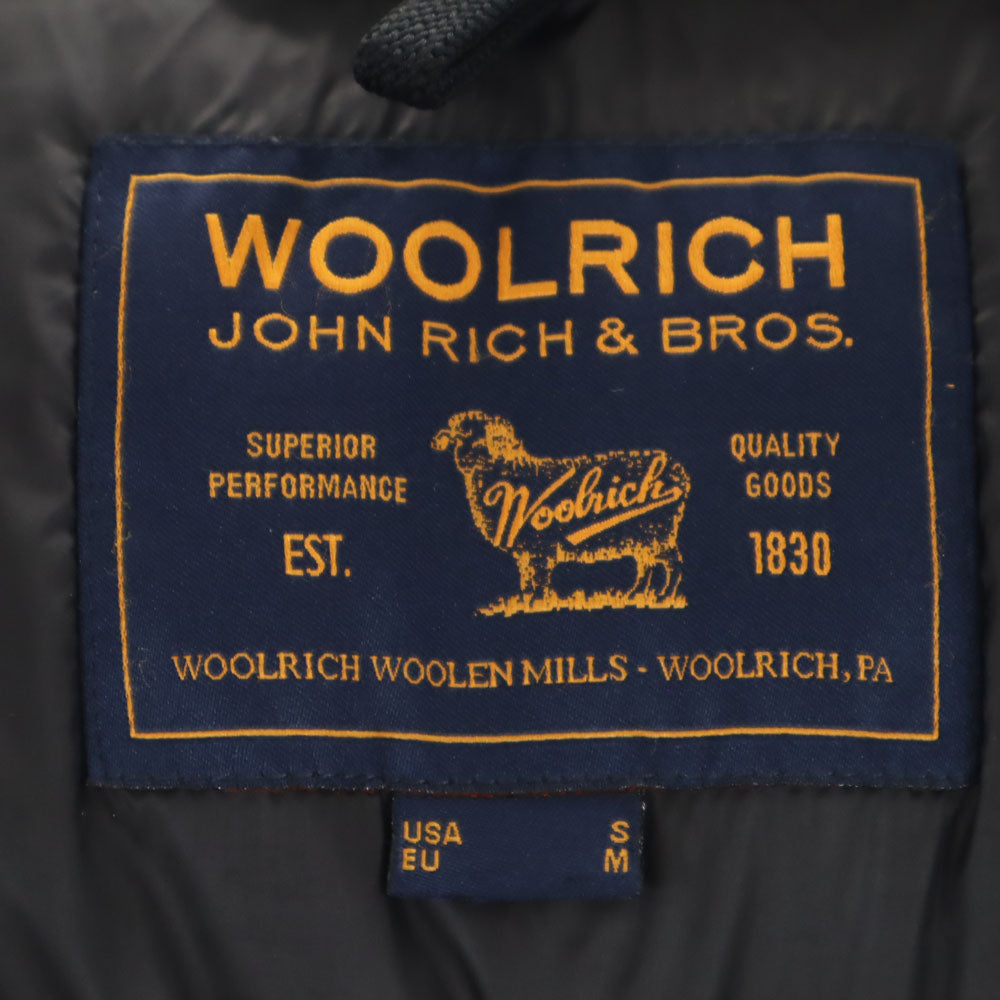 WOOLRICH
JOHN RICH & BROS.
SUPERIOR
PERFORMANCE
EST.
Woolrich
QUALITY
GOODS
1830
WOOLRICH WOOLEN MILLS - WOOLRICH, PA
USA S
EU M